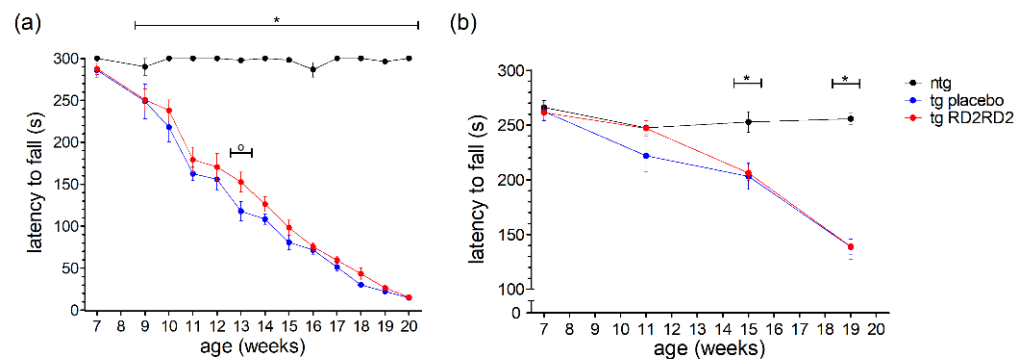 (a)
*
o
latency to fall (s)
300
250
200
150
100
50
0
7 8 9 10 11 12 13 14 15 16 17 18 19 20
age (weeks)
(b)
* *
latency to fall (s)
300
250
200
150
100
0
7 8 9 10 11 12 13 14 15 16 17 18 19 20
age (weeks)
ntg
tg placebo
tg RD2RD2